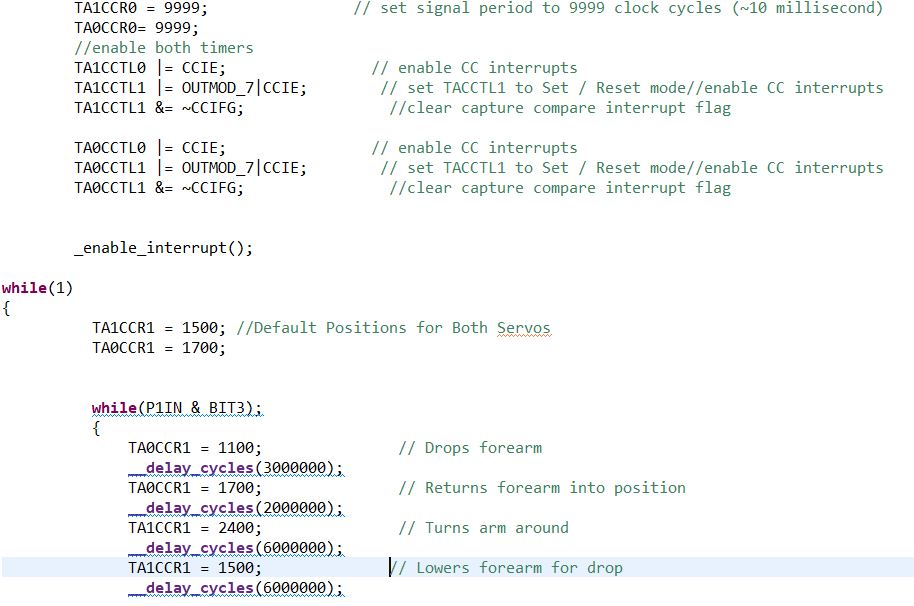 TA1CCR0 = 9999; // set signal period to 9999 clock cycles (~10 millisecond)
TA0CCR0= 9999;
//enable both timers
TA1CCTL0 |= CCIE; // enable CC interrupts
TA1CCTL1 |= OUTMOD_7|CCIE; // set TACCTL1 to Set / Reset mode//enable CC interrupts
TA1CCTL1 &= ~CCIFG; //clear capture compare interrupt flag
TA0CCTL0 |= CCIE; // enable CC interrupts
TA0CCTL1 |= OUTMOD_7|CCIE; // set TACCTL1 to Set / Reset mode//enable CC interrupts
TA0CCTL1 &= ~CCIFG; //clear capture compare interrupt flag
_enable_interrupt();
while(1)
{
TA1CCR1 = 1500; //Default Positions for Both Servos
TA0CCR1 = 1700;
while(P1IN & BIT3);
{
TA0CCR1 = 1100; // Drops forearm
__delay_cycles(3000000);
TA0CCR1 = 1700; // Returns forearm into position
__delay_cycles(2000000);
TA1CCR1 = 2400; // Turns arm around
__delay_cycles(6000000);
TA1CCR1 = 1500; // Lowers forearm for drop
__delay_cycles(6000000);